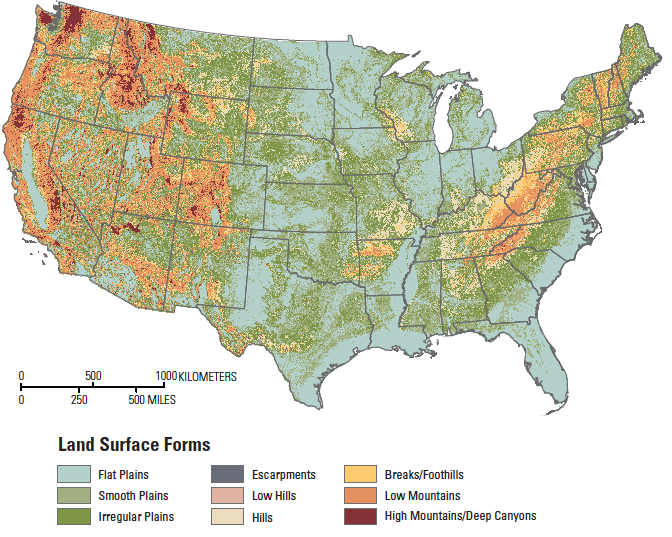 0 500 1000 KILOMETERS
0 250 500 MILES
Land Surface Forms
Flat Plains
Smooth Plains
Irregular Plains
Escarpments
Low Hills
Hills
Breaks/Foothills
Low Mountains
High Mountains/Deep Canyons